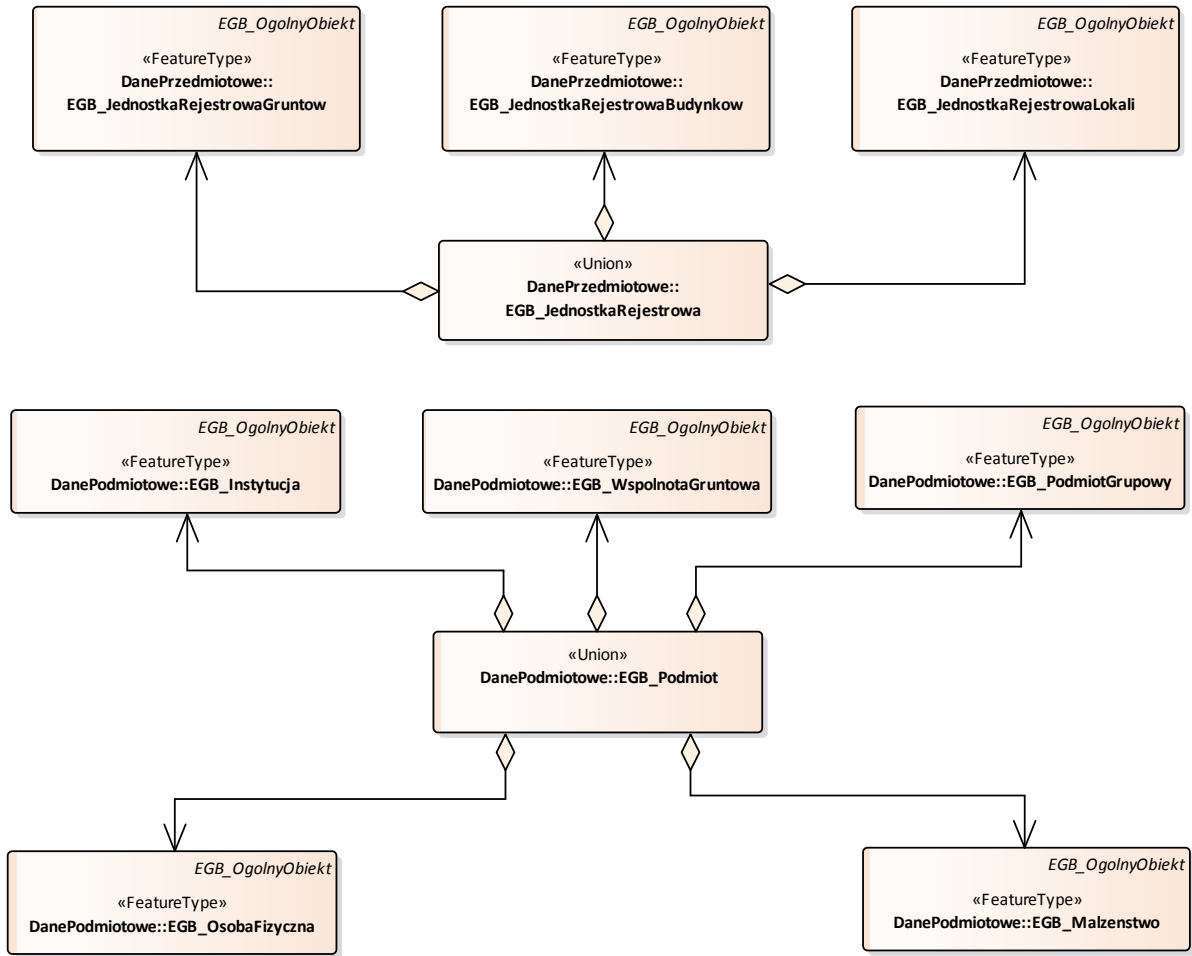 EGB_OgolnyObiekt
«FeatureType»
DanePrzedmiotowe::
EGB_JednostkaRejestrowaGruntow
EGB_OgolnyObiekt
«FeatureType»
DanePrzedmiotowe::
EGB_JednostkaRejestrowaBudynkow
EGB_OgolnyObiekt
«FeatureType»
DanePrzedmiotowe::
EGB_JednostkaRejestrowaLokali
«Union»
DanePrzedmiotowe::
EGB_JednostkaRejestrowa
EGB_OgolnyObiekt
«FeatureType»
DanePodmiotowe::EGB_Instytucja
EGB_OgolnyObiekt
«FeatureType»
DanePodmiotowe::EGB_WspolnotaGruntowa
EGB_OgolnyObiekt
«FeatureType»
DanePodmiotowe::EGB_PodmiotGrupowy
«Union»
DanePodmiotowe::EGB_Podmiot
EGB_OgolnyObiekt
«FeatureType»
DanePodmiotowe::EGB_OsobaFizyczna
EGB_OgolnyObiekt
«FeatureType»
DanePodmiotowe::EGB_Malzenstwo